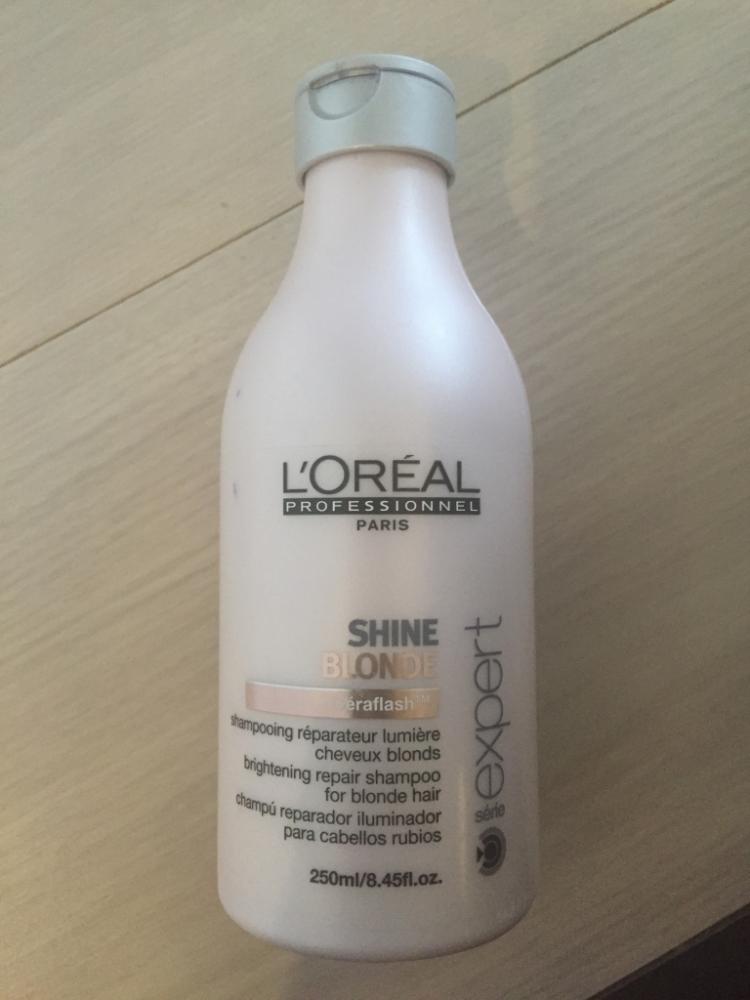 L'ORÉAL
PROFESSIONNEL
PARIS
SHINE
BLONDE
éraflash™
shampooing réparateur lumière
cheveux blonds
brightening repair shampoo
for blonde hair
champú reparador iluminador
para cabellos rubios
250ml/8.45fl.oz.
série expert